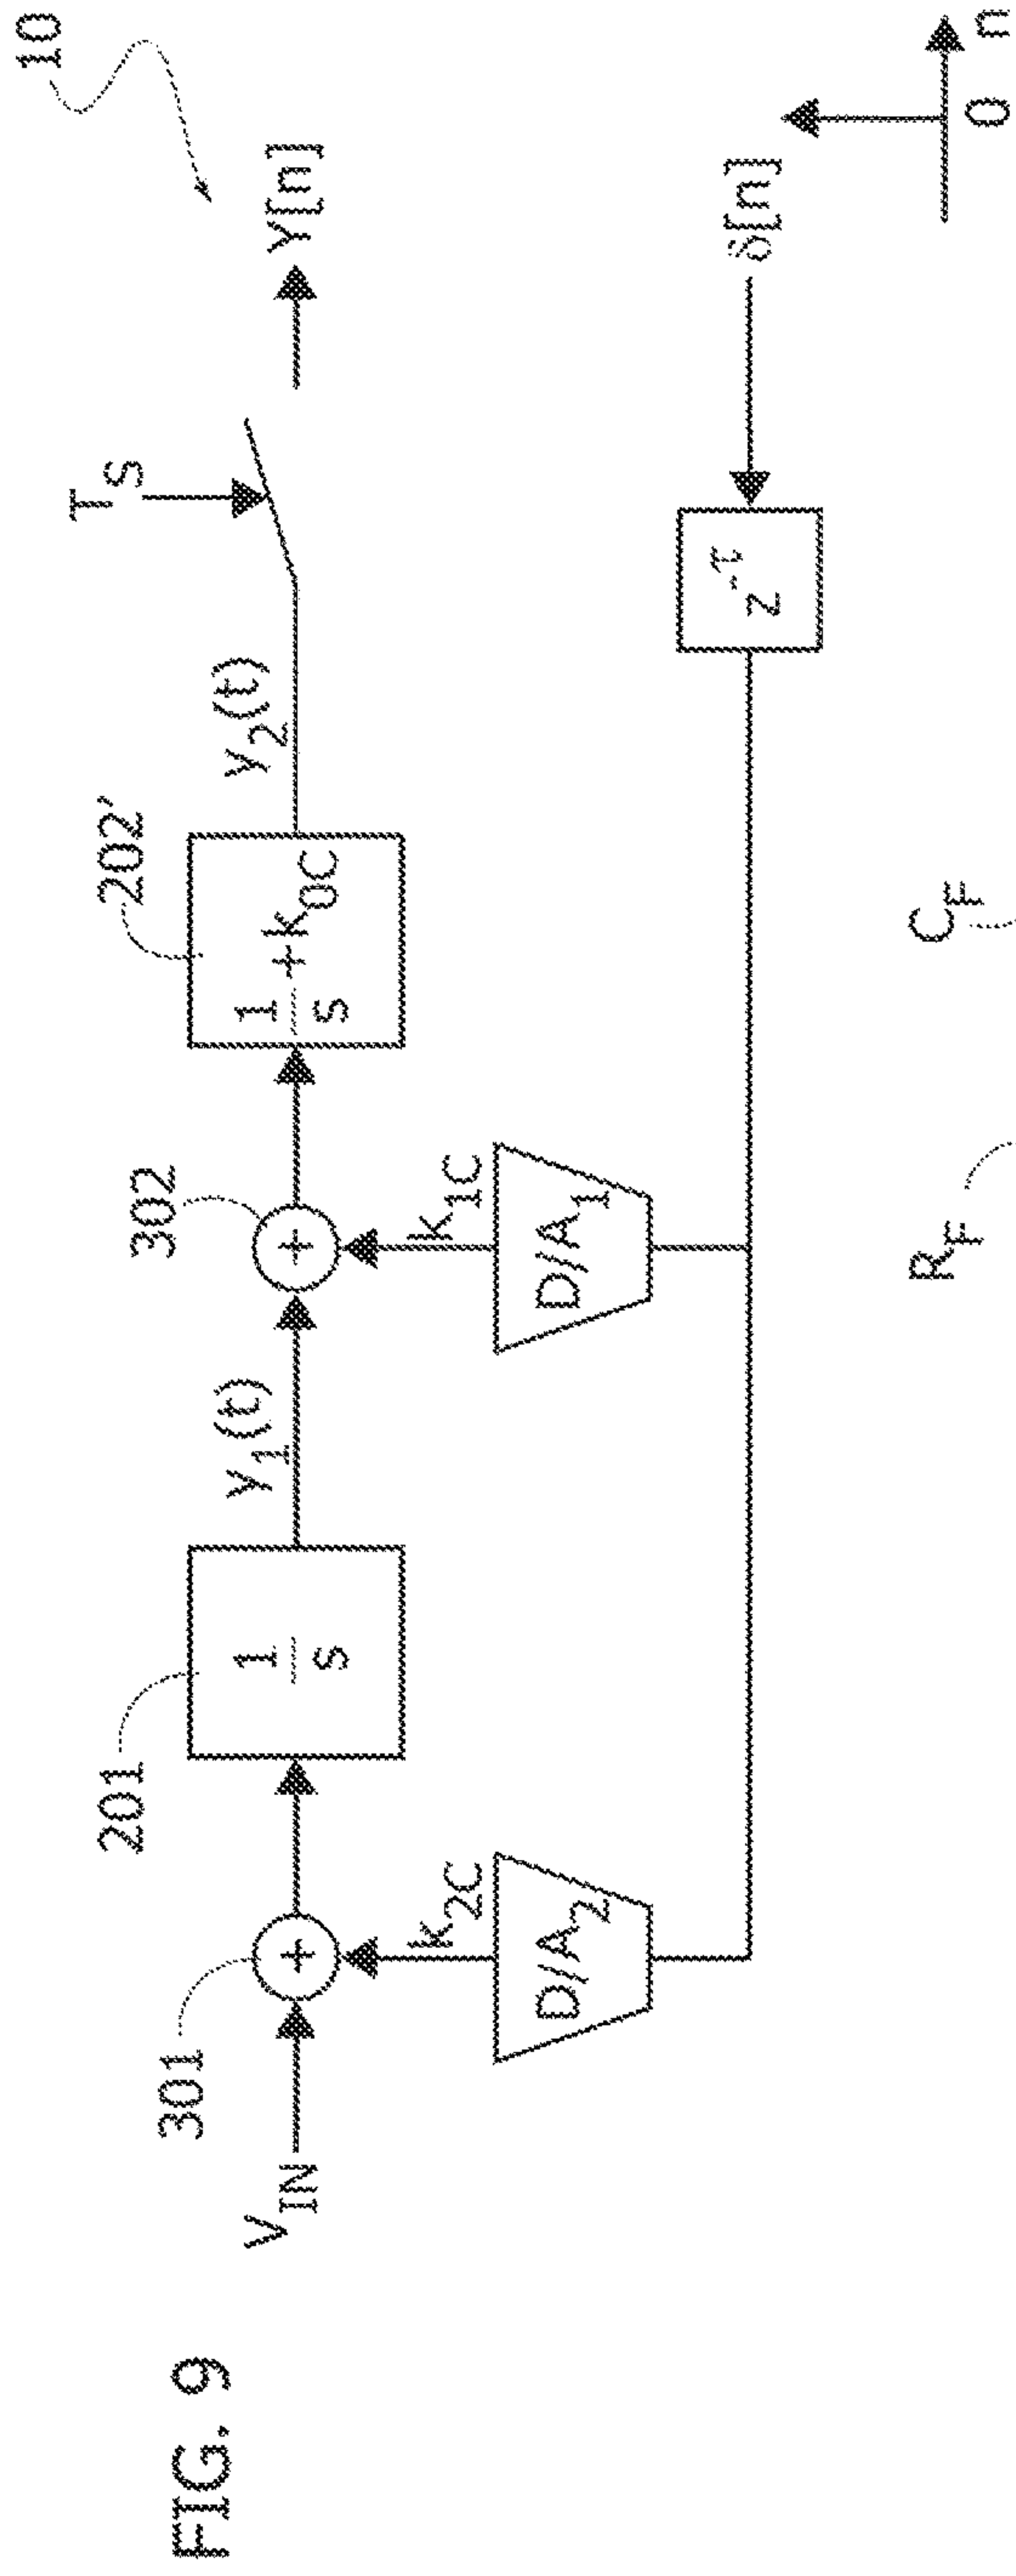 10
T_S
202'
302
201
301
V_IN
+
1/s
y_1(t)
+
1/s + k_0C
y_2(t)
Y[n]
k_2C
k_1C
D/A_2
D/A_1
z^-τ
δ[n]
0 n
R_F C_F
FIG. 9